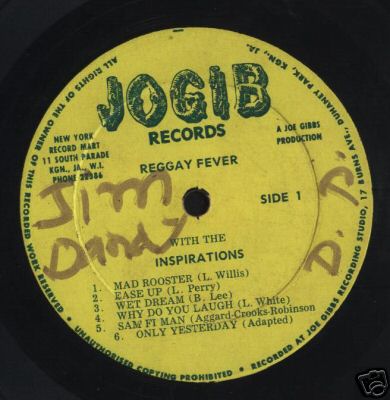 JOGIB
RECORDS
NEW YORK
RECORD MART
11 SOUTH PARADE
KGN., JA., W.I.
PHONE 22386
A JOE GIBBS
PRODUCTION
REGGAY FEVER
SIDE 1
Jim
Dandy
D. D.
WITH THE
INSPIRATIONS
1. MAD ROOSTER (L. Willis)
2. EASE UP (L. Perry)
3. WET DREAM (B. Lee)
4. WHY DO YOU LAUGH (L. White)
5. SAM FI MAN (Aggard-Crooks-Robinson
6. ONLY YESTERDAY (Adapted)
ALL RIGHTS OF THE OWNER OF THIS RECORDED WORK RESERVED • UNAUTHORISED COPYING PROHIBITED • RECORDED AT JOE GIBBS RECORDING STUDIO, 17 BURNS AVE., DUHANEY PARK, KGN., JA.